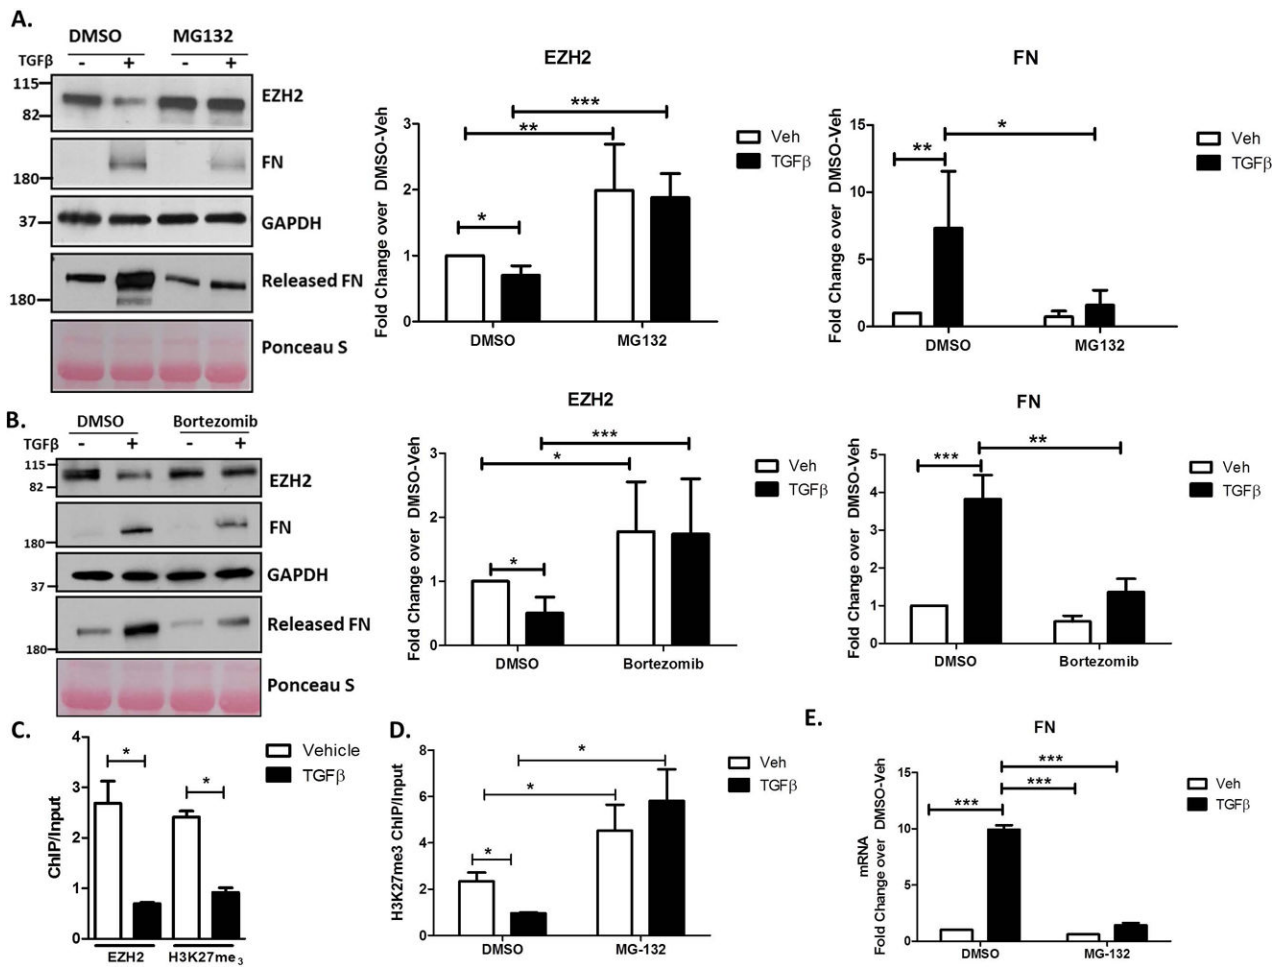 A.
DMSO MG132
TGFβ - + - +
115
82
EZH2
180
FN
37
GAPDH
180
Released FN
Ponceau S
EZH2
Fold Change over DMSO-Veh
3
2
1
0
** ***
*
DMSO MG132
Veh
TGFβ
FN
Fold Change over DMSO-Veh
15
10
5
0
** *
DMSO MG132
Veh
TGFβ
B.
DMSO Bortezomib
TGFβ - + - +
115
82
EZH2
180
FN
37
GAPDH
180
Released FN
Ponceau S
EZH2
Fold Change over DMSO-Veh
3
2
1
0
* ***
*
DMSO Bortezomib
Veh
TGFβ
FN
Fold Change over DMSO-Veh
5
4
3
2
1
0
*** **
DMSO Bortezomib
Veh
TGFβ
C.
ChIP/Input
4
3
2
1
0
* *
EZH2 H3K27me3
Vehicle
TGFβ
D.
H3K27me3 ChIP/Input
8
6
4
2
0
*
*
*
DMSO MG-132
Veh
TGFβ
E.
FN
mRNA
Fold Change over DMSO-Veh
15
10
5
0
***
***
***
DMSO MG-132
Veh
TGFβ